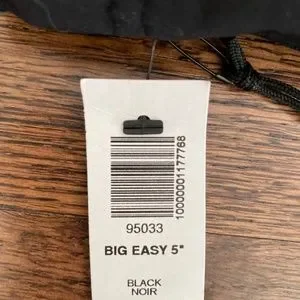 95033
10000001177768
BIG EASY 5"
BLACK
NOIR